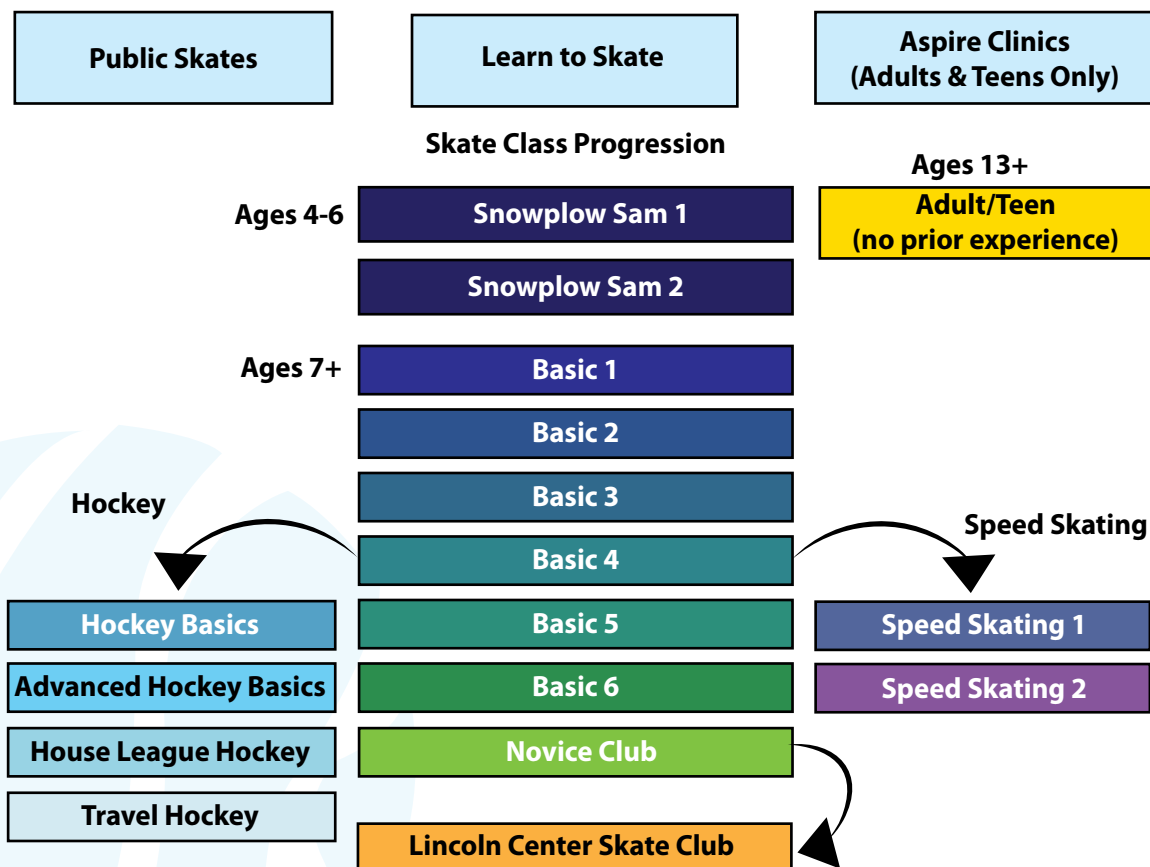 Public Skates
Learn to Skate
Aspire Clinics
(Adults & Teens Only)
Skate Class Progression
Ages 13+
Ages 4-6
Snowplow Sam 1
Adult/Teen
(no prior experience)
Snowplow Sam 2
Ages 7+
Basic 1
Basic 2
Basic 3
Hockey
Speed Skating
Basic 4
Hockey Basics
Basic 5
Speed Skating 1
Advanced Hockey Basics
Basic 6
Speed Skating 2
House League Hockey
Novice Club
Travel Hockey
Lincoln Center Skate Club